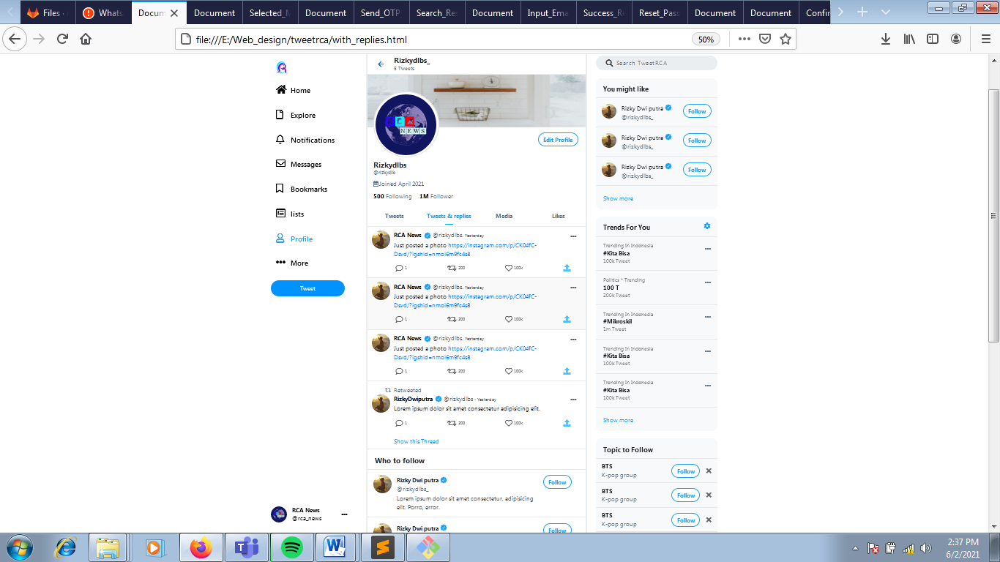 Files -
Whats
Docum
Document
Selected_M
Document
Send_OTP
Search_Re
Document
Input_Ema
Success_R
Reset_Pass
Document
Document
Confir
file:///E:/Web_design/tweetrca/with_replies.html
50%
Home
Explore
Notifications
Messages
Bookmarks
lists
Profile
More
Tweet
RCA News
@rca_news
Rizkydlbs_
5 Tweets
RCA
NEWS
Edit Profile
Rizkydlbs
@rizkydlb
Joined April 2021
500 Following 1M Follower
Tweets Tweets & replies Media Likes
RCA News @rizkydlbs. Yesterday
Just posted a photo https://instagram.com/p/CK04fC-
Dsvd/?igshid=nmoi6m9fc4s8
1 200 100k
RCA News @rizkydlbs. Yesterday
Just posted a photo https://instagram.com/p/CK04fC-
Dsvd/?igshid=nmoi6m9fc4s8
1 200 100k
RCA News @rizkydlbs. Yesterday
Just posted a photo https://instagram.com/p/CK04fC-
Dsvd/?igshid=nmoi6m9fc4s8
1 200 100k
Retweeted
RizkyDwiputra @rizkydlbs · Yesterday
Lorem ipsum dolor sit amet consectetur adipisicing elit.
1 200 100k
Show this Thread
Who to follow
Rizky Dwi putra
@rizkydlbs_
Follow
Lorem ipsum dolor sit amet consectetur, adipisicing
elit. Porro, error.
Rizky Dwi putra
Follow
Search TweetRCA
You might like
Rizky Dwi putra
@rizkydlbs_
Follow
Rizky Dwi putra
@rizkydlbs_
Follow
Rizky Dwi putra
@rizkydlbs_
Follow
Show more
Trends For You
Trending In Indonesia
#Kita Bisa
100k Tweet
Politics * Trending
100 T
200k Tweet
Trending In Indonesia
#Mikroskil
1m Tweet
Trending In Indonesia
#Kita Bisa
100k Tweet
Trending In Indonesia
#Kita Bisa
100k Tweet
Show more
Topic to Follow
BTS
K-pop group
Follow
BTS
K-pop group
Follow
BTS
K-pop group
Follow
2:37 PM
6/2/2021